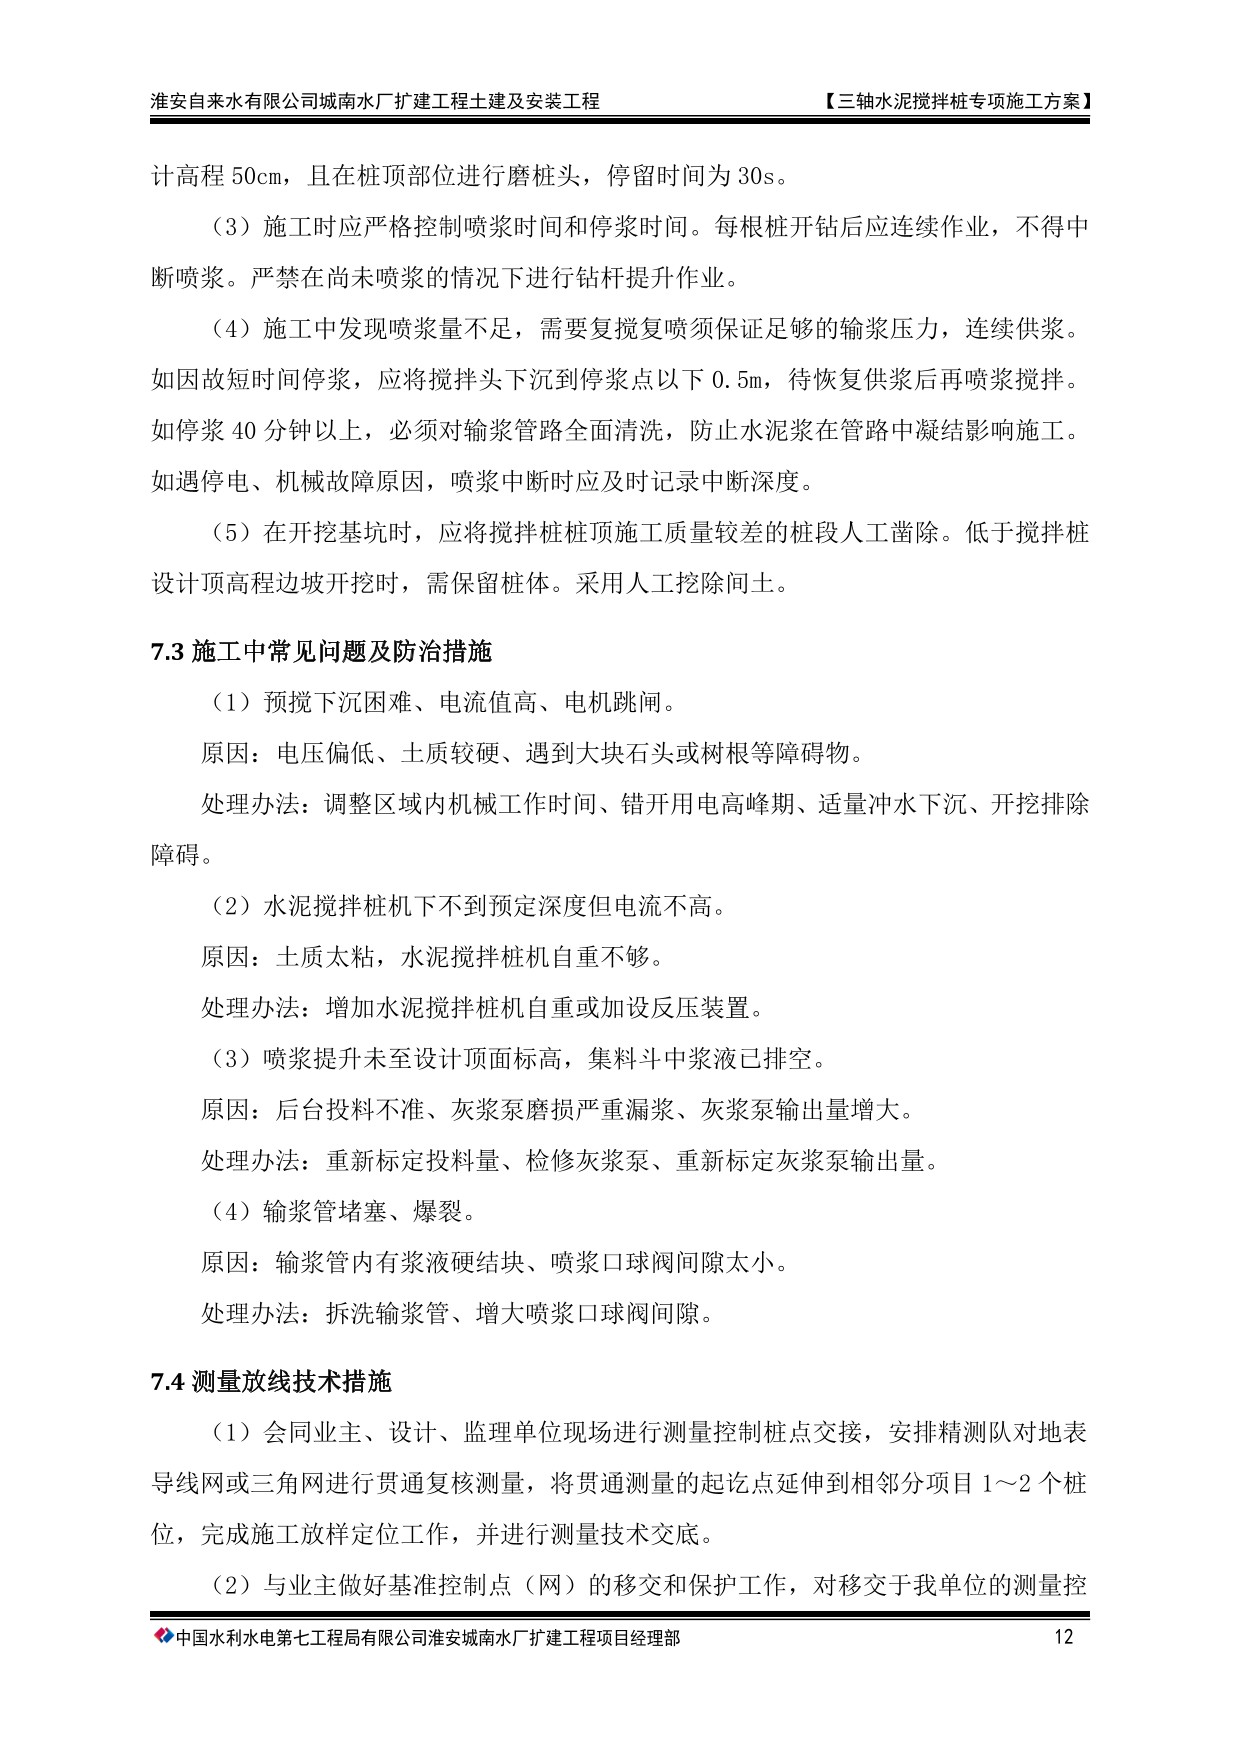 淮安自来水有限公司城南水厂扩建工程土建及安装工程 【三轴水泥搅拌桩专项施工方案】
计高程 50cm，且在桩顶部位进行磨桩头，停留时间为 30s。
（3）施工时应严格控制喷浆时间和停浆时间。每根桩开钻后应连续作业，不得中
断喷浆。严禁在尚未喷浆的情况下进行钻杆提升作业。
（4）施工中发现喷浆量不足，需要复搅复喷须保证足够的输浆压力，连续供浆。
如因故短时间停浆，应将搅拌头下沉到停浆点以下 0.5m，待恢复供浆后再喷浆搅拌。
如停浆 40 分钟以上，必须对输浆管路全面清洗，防止水泥浆在管路中凝结影响施工。
如遇停电、机械故障原因，喷浆中断时应及时记录中断深度。
（5）在开挖基坑时，应将搅拌桩桩顶施工质量较差的桩段人工凿除。低于搅拌桩
设计顶高程边坡开挖时，需保留桩体。采用人工挖除间土。
7.3 施工中常见问题及防治措施
（1）预搅下沉困难、电流值高、电机跳闸。
原因：电压偏低、土质较硬、遇到大块石头或树根等障碍物。
处理办法：调整区域内机械工作时间、错开用电高峰期、适量冲水下沉、开挖排除
障碍。
（2）水泥搅拌桩机下不到预定深度但电流不高。
原因：土质太粘，水泥搅拌桩机自重不够。
处理办法：增加水泥搅拌桩机自重或加设反压装置。
（3）喷浆提升未至设计顶面标高，集料斗中浆液已排空。
原因：后台投料不准、灰浆泵磨损严重漏浆、灰浆泵输出量增大。
处理办法：重新标定投料量、检修灰浆泵、重新标定灰浆泵输出量。
（4）输浆管堵塞、爆裂。
原因：输浆管内有浆液硬结块、喷浆口球阀间隙太小。
处理办法：拆洗输浆管、增大喷浆口球阀间隙。
7.4 测量放线技术措施
（1）会同业主、设计、监理单位现场进行测量控制桩点交接，安排精测队对地表
导线网或三角网进行贯通复核测量，将贯通测量的起讫点延伸到相邻分项目 1～2 个桩
位，完成施工放样定位工作，并进行测量技术交底。
（2）与业主做好基准控制点（网）的移交和保护工作，对移交于我单位的测量控
中国水利水电第七工程局有限公司淮安城南水厂扩建工程项目经理部 12